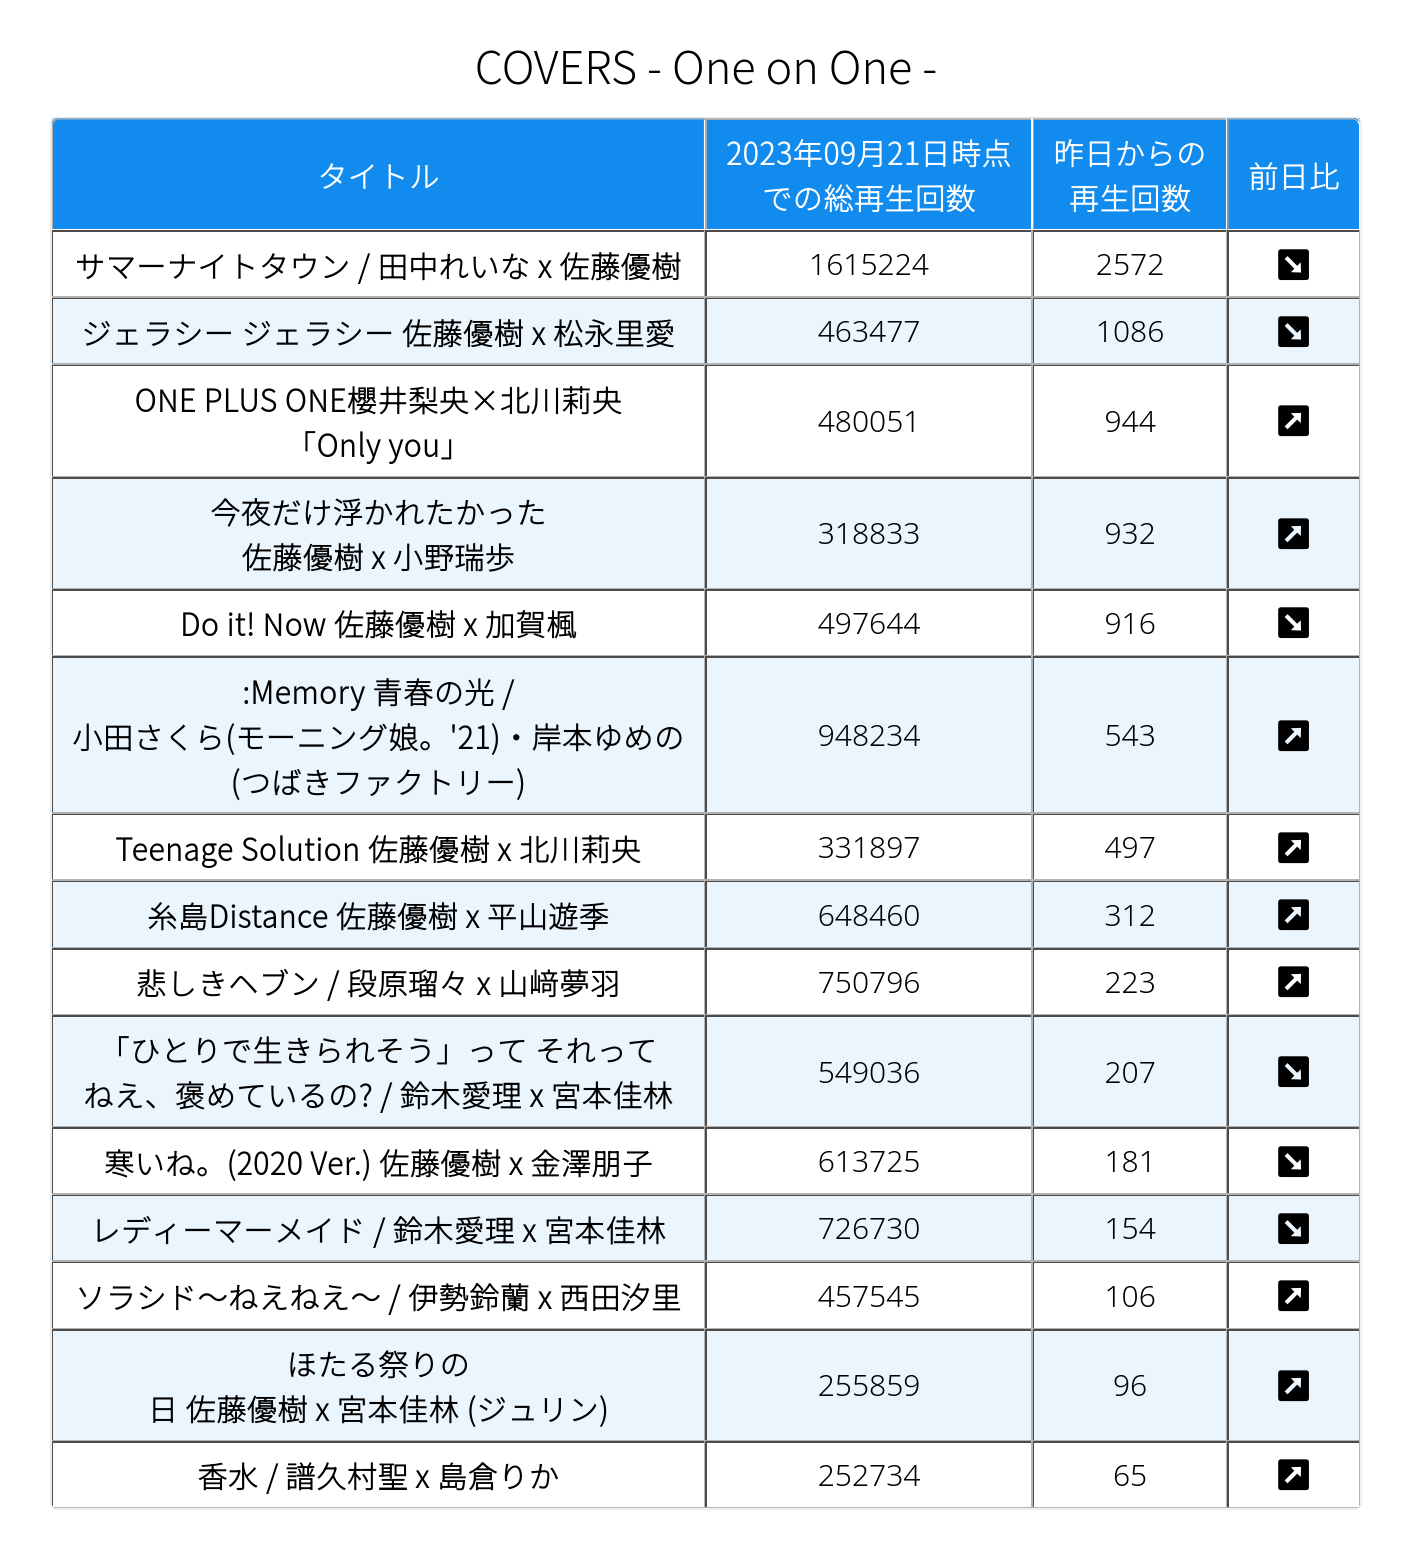 COVERS - One on One -
タイトル
2023年09月21日時点
での総再生回数
昨日からの
再生回数
前日比
サマーナイトタウン / 田中れいな x 佐藤優樹
1615224
2572
ジェラシー ジェラシー 佐藤優樹 x 松永里愛
463477
1086
ONE PLUS ONE櫻井梨央×北川莉央
「Only you」
480051
944
今夜だけ浮かれたかった
佐藤優樹 x 小野瑞歩
318833
932
Do it! Now 佐藤優樹 x 加賀楓
497644
916
:Memory 青春の光 /
小田さくら(モーニング娘。'21)・岸本ゆめの
(つばきファクトリー)
948234
543
Teenage Solution 佐藤優樹 x 北川莉央
331897
497
糸島Distance 佐藤優樹 x 平山遊季
648460
312
悲しきヘブン / 段原瑠々 x 山﨑夢羽
750796
223
「ひとりで生きられそう」って それって
ねえ、褒めているの? / 鈴木愛理 x 宮本佳林
549036
207
寒いね。(2020 Ver.) 佐藤優樹 x 金澤朋子
613725
181
レディーマーメイド / 鈴木愛理 x 宮本佳林
726730
154
ソラシド〜ねえねえ〜 / 伊勢鈴蘭 x 西田汐里
457545
106
ほたる祭りの
日 佐藤優樹 x 宮本佳林 (ジュリン)
255859
96
香水 / 譜久村聖 x 島倉りか
252734
65